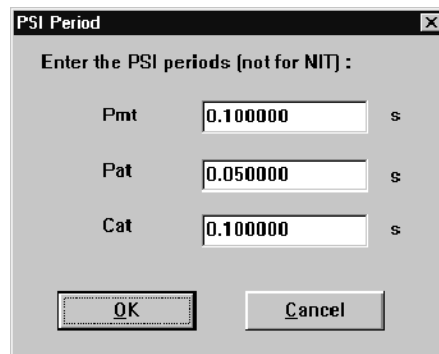 PSI Period
Enter the PSI periods (not for NIT) :
Pmt 0.100000 s
Pat 0.050000 s
Cat 0.100000 s
OK Cancel